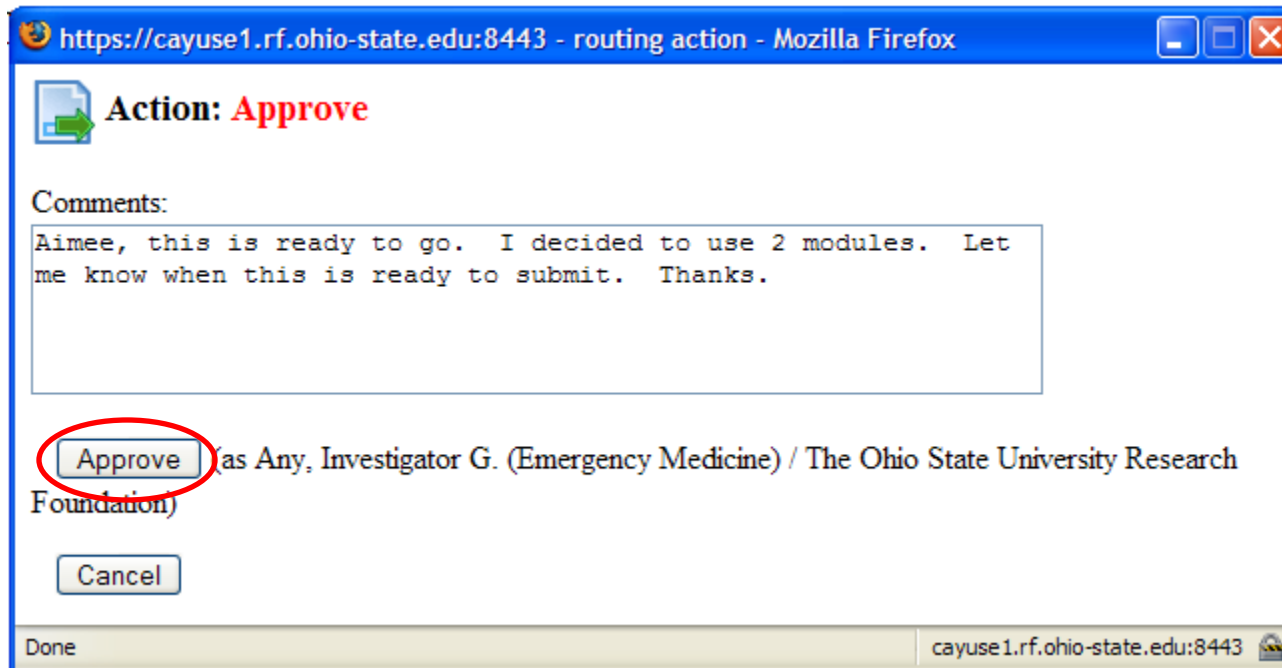 https://cayuse1.rf.ohio-state.edu:8443 - routing action - Mozilla Firefox
Action: Approve
Comments:
Aimee, this is ready to go.  I decided to use 2 modules.  Let
me know when this is ready to submit.  Thanks.
Approve (as Any, Investigator G. (Emergency Medicine) / The Ohio State University Research
Foundation)
Cancel
Done cayuse1.rf.ohio-state.edu:8443